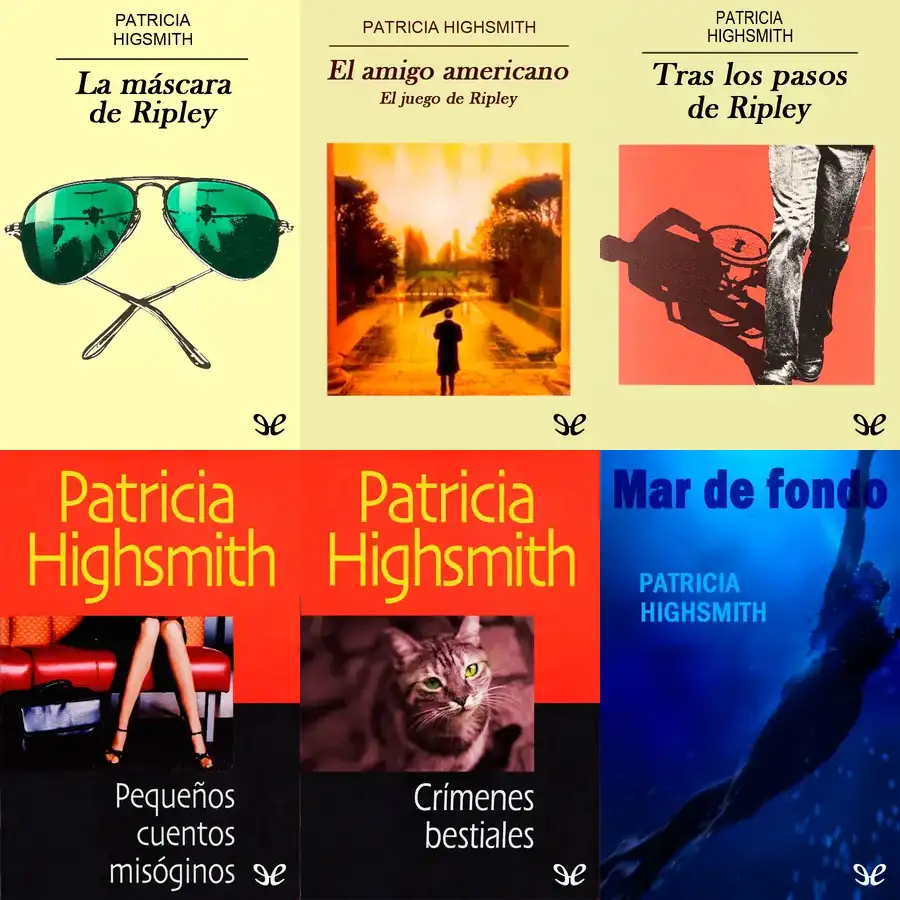 PATRICIA
HIGSMITH
La máscara
de Ripley
PATRICIA HIGHSMITH
El amigo americano
El juego de Ripley
PATRICIA
HIGHSMITH
Tras los pasos
de Ripley
Patricia
Highsmith
Pequeños
cuentos
misóginos
Patricia
Highsmith
Crímenes
bestiales
Mar de fondo
PATRICIA
HIGHSMITH